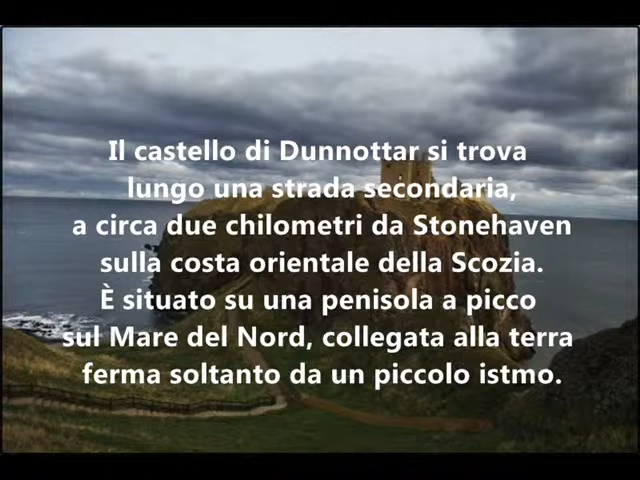 Il castello di Dunnottar si trova
lungo una strada secondaria,
a circa due chilometri da Stonehaven
sulla costa orientale della Scozia.
È situato su una penisola a picco
sul Mare del Nord, collegata alla terra
ferma soltanto da un piccolo istmo.